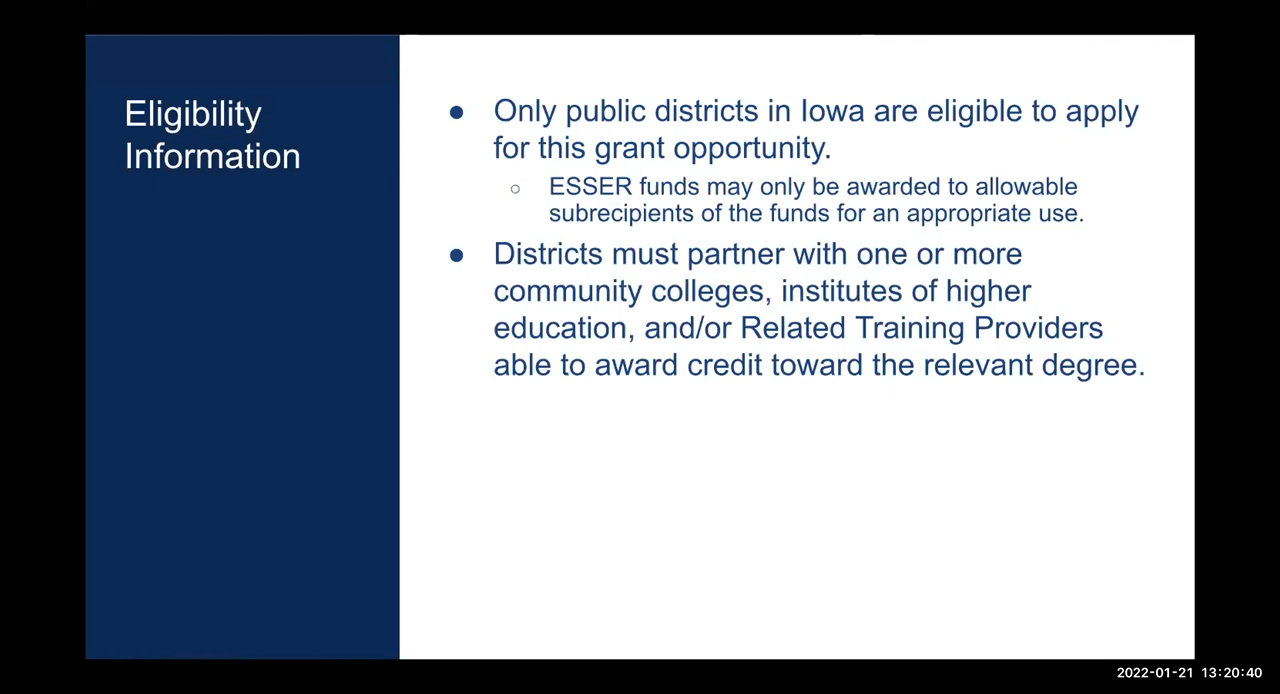 Eligibility
Information
● Only public districts in Iowa are eligible to apply
for this grant opportunity.
○ ESSER funds may only be awarded to allowable
subrecipients of the funds for an appropriate use.
● Districts must partner with one or more
community colleges, institutes of higher
education, and/or Related Training Providers
able to award credit toward the relevant degree.
2022-01-21 13:20:40